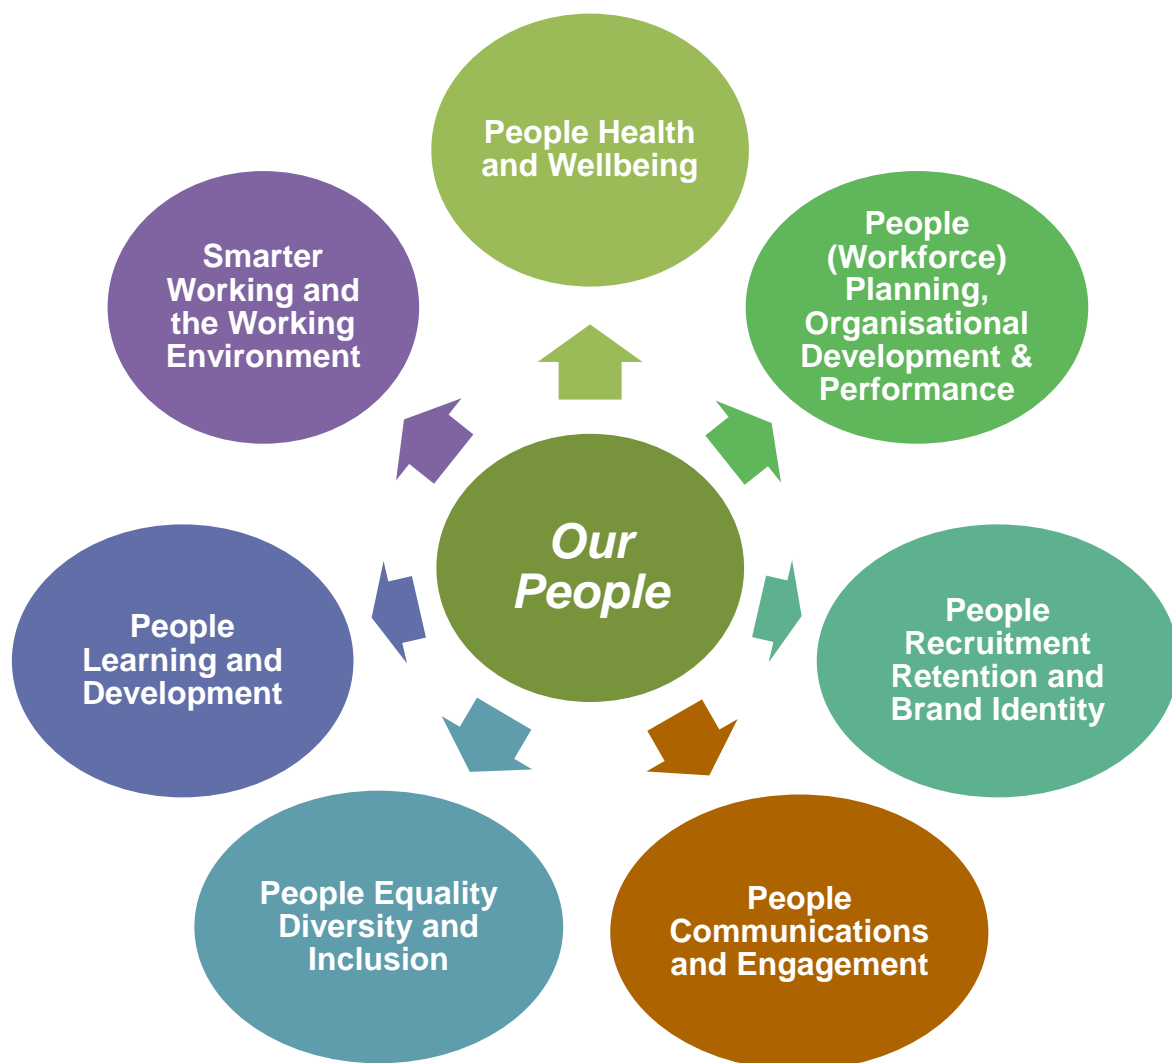 People Health
and Wellbeing
People
(Workforce)
Planning,
Organisational
Development &
Performance
People
Recruitment
Retention and
Brand Identity
People
Communications
and Engagement
People Equality
Diversity and
Inclusion
People
Learning and
Development
Smarter
Working and
the Working
Environment
Our
People